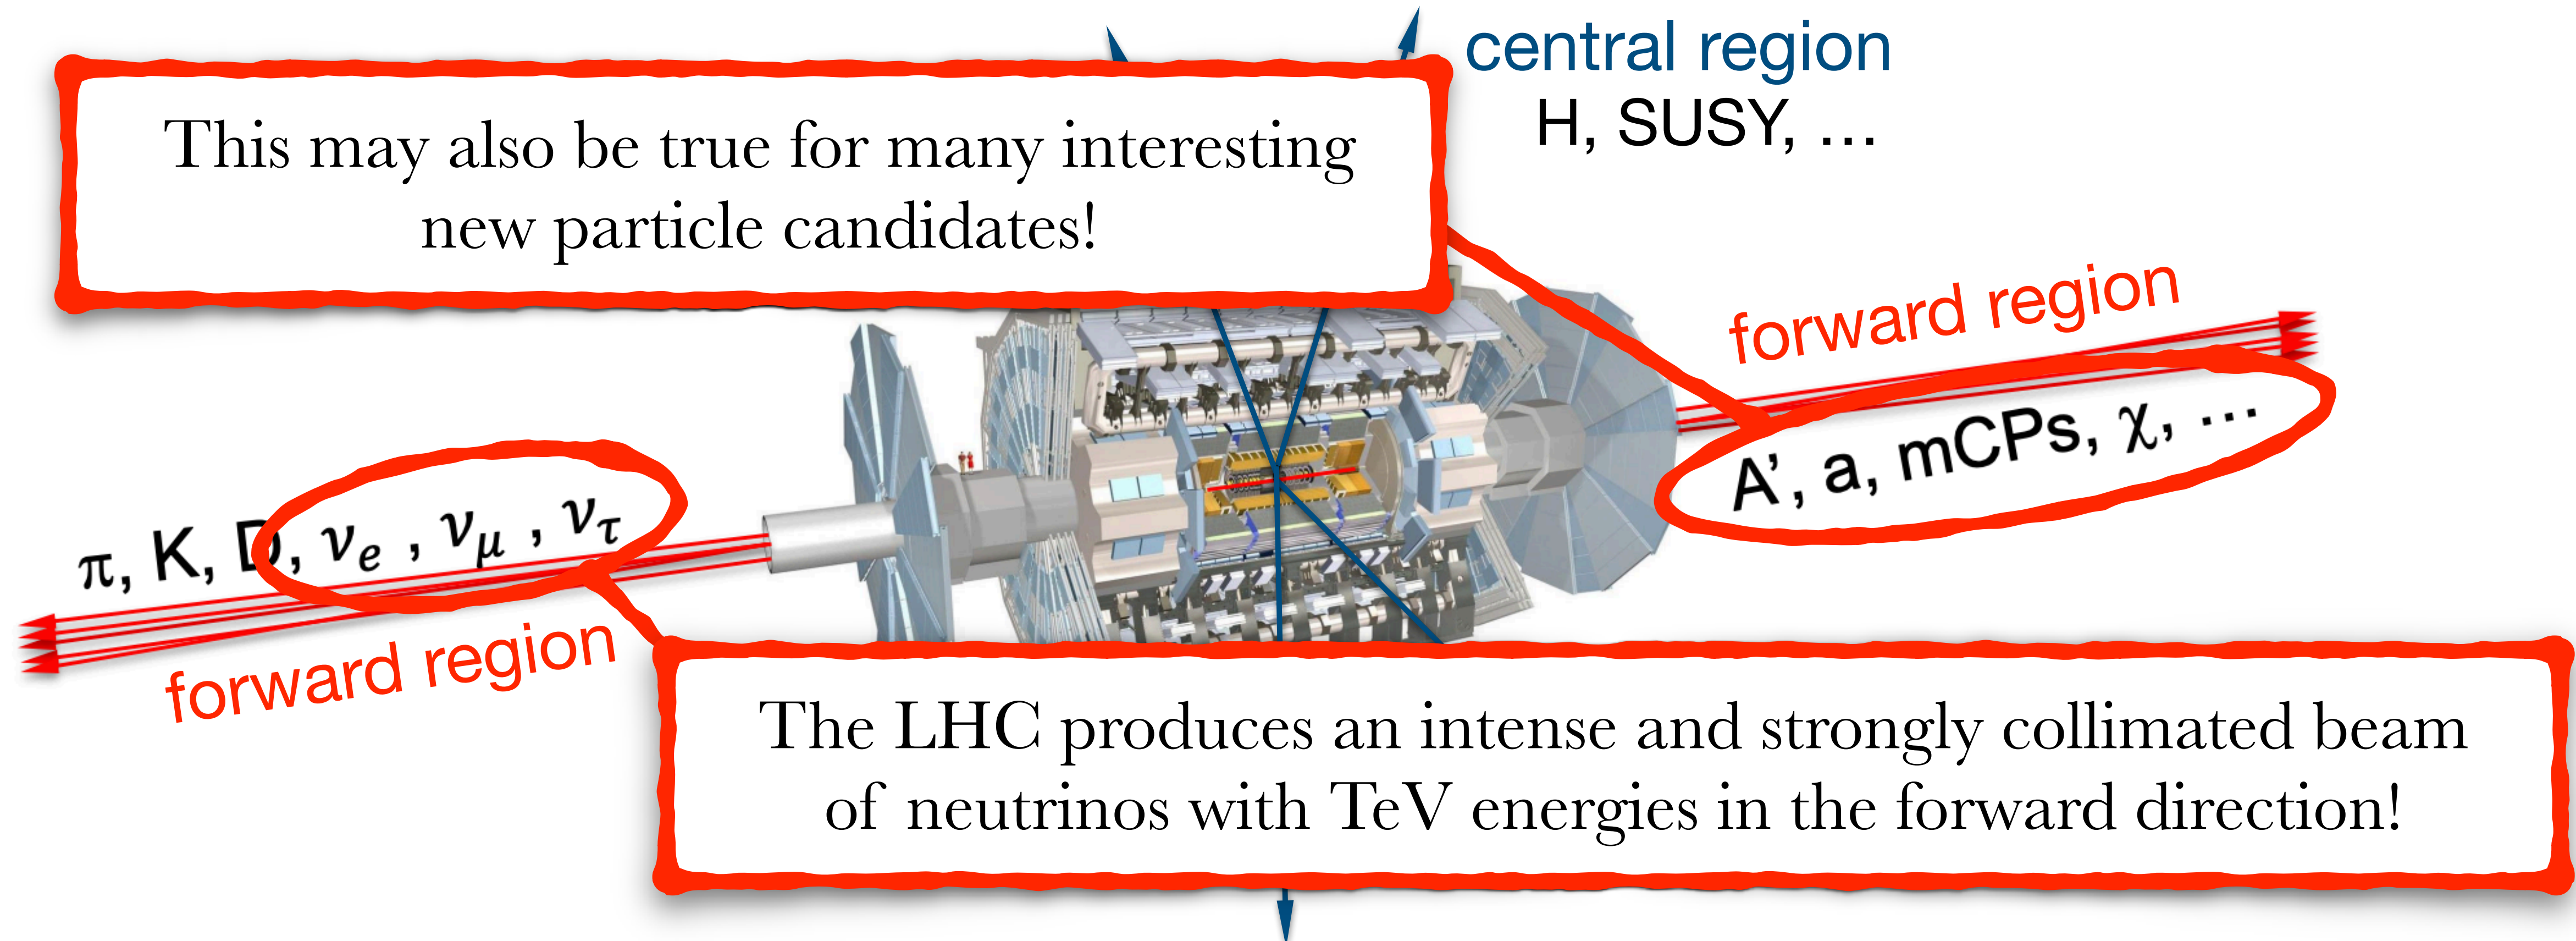 central region
H, SUSY, …
This may also be true for many interesting
new particle candidates!
forward region
A’, a, mCPs, χ, …
π, K, D, νₑ , ν_μ , ν_τ
forward region
The LHC produces an intense and strongly collimated beam
of neutrinos with TeV energies in the forward direction!